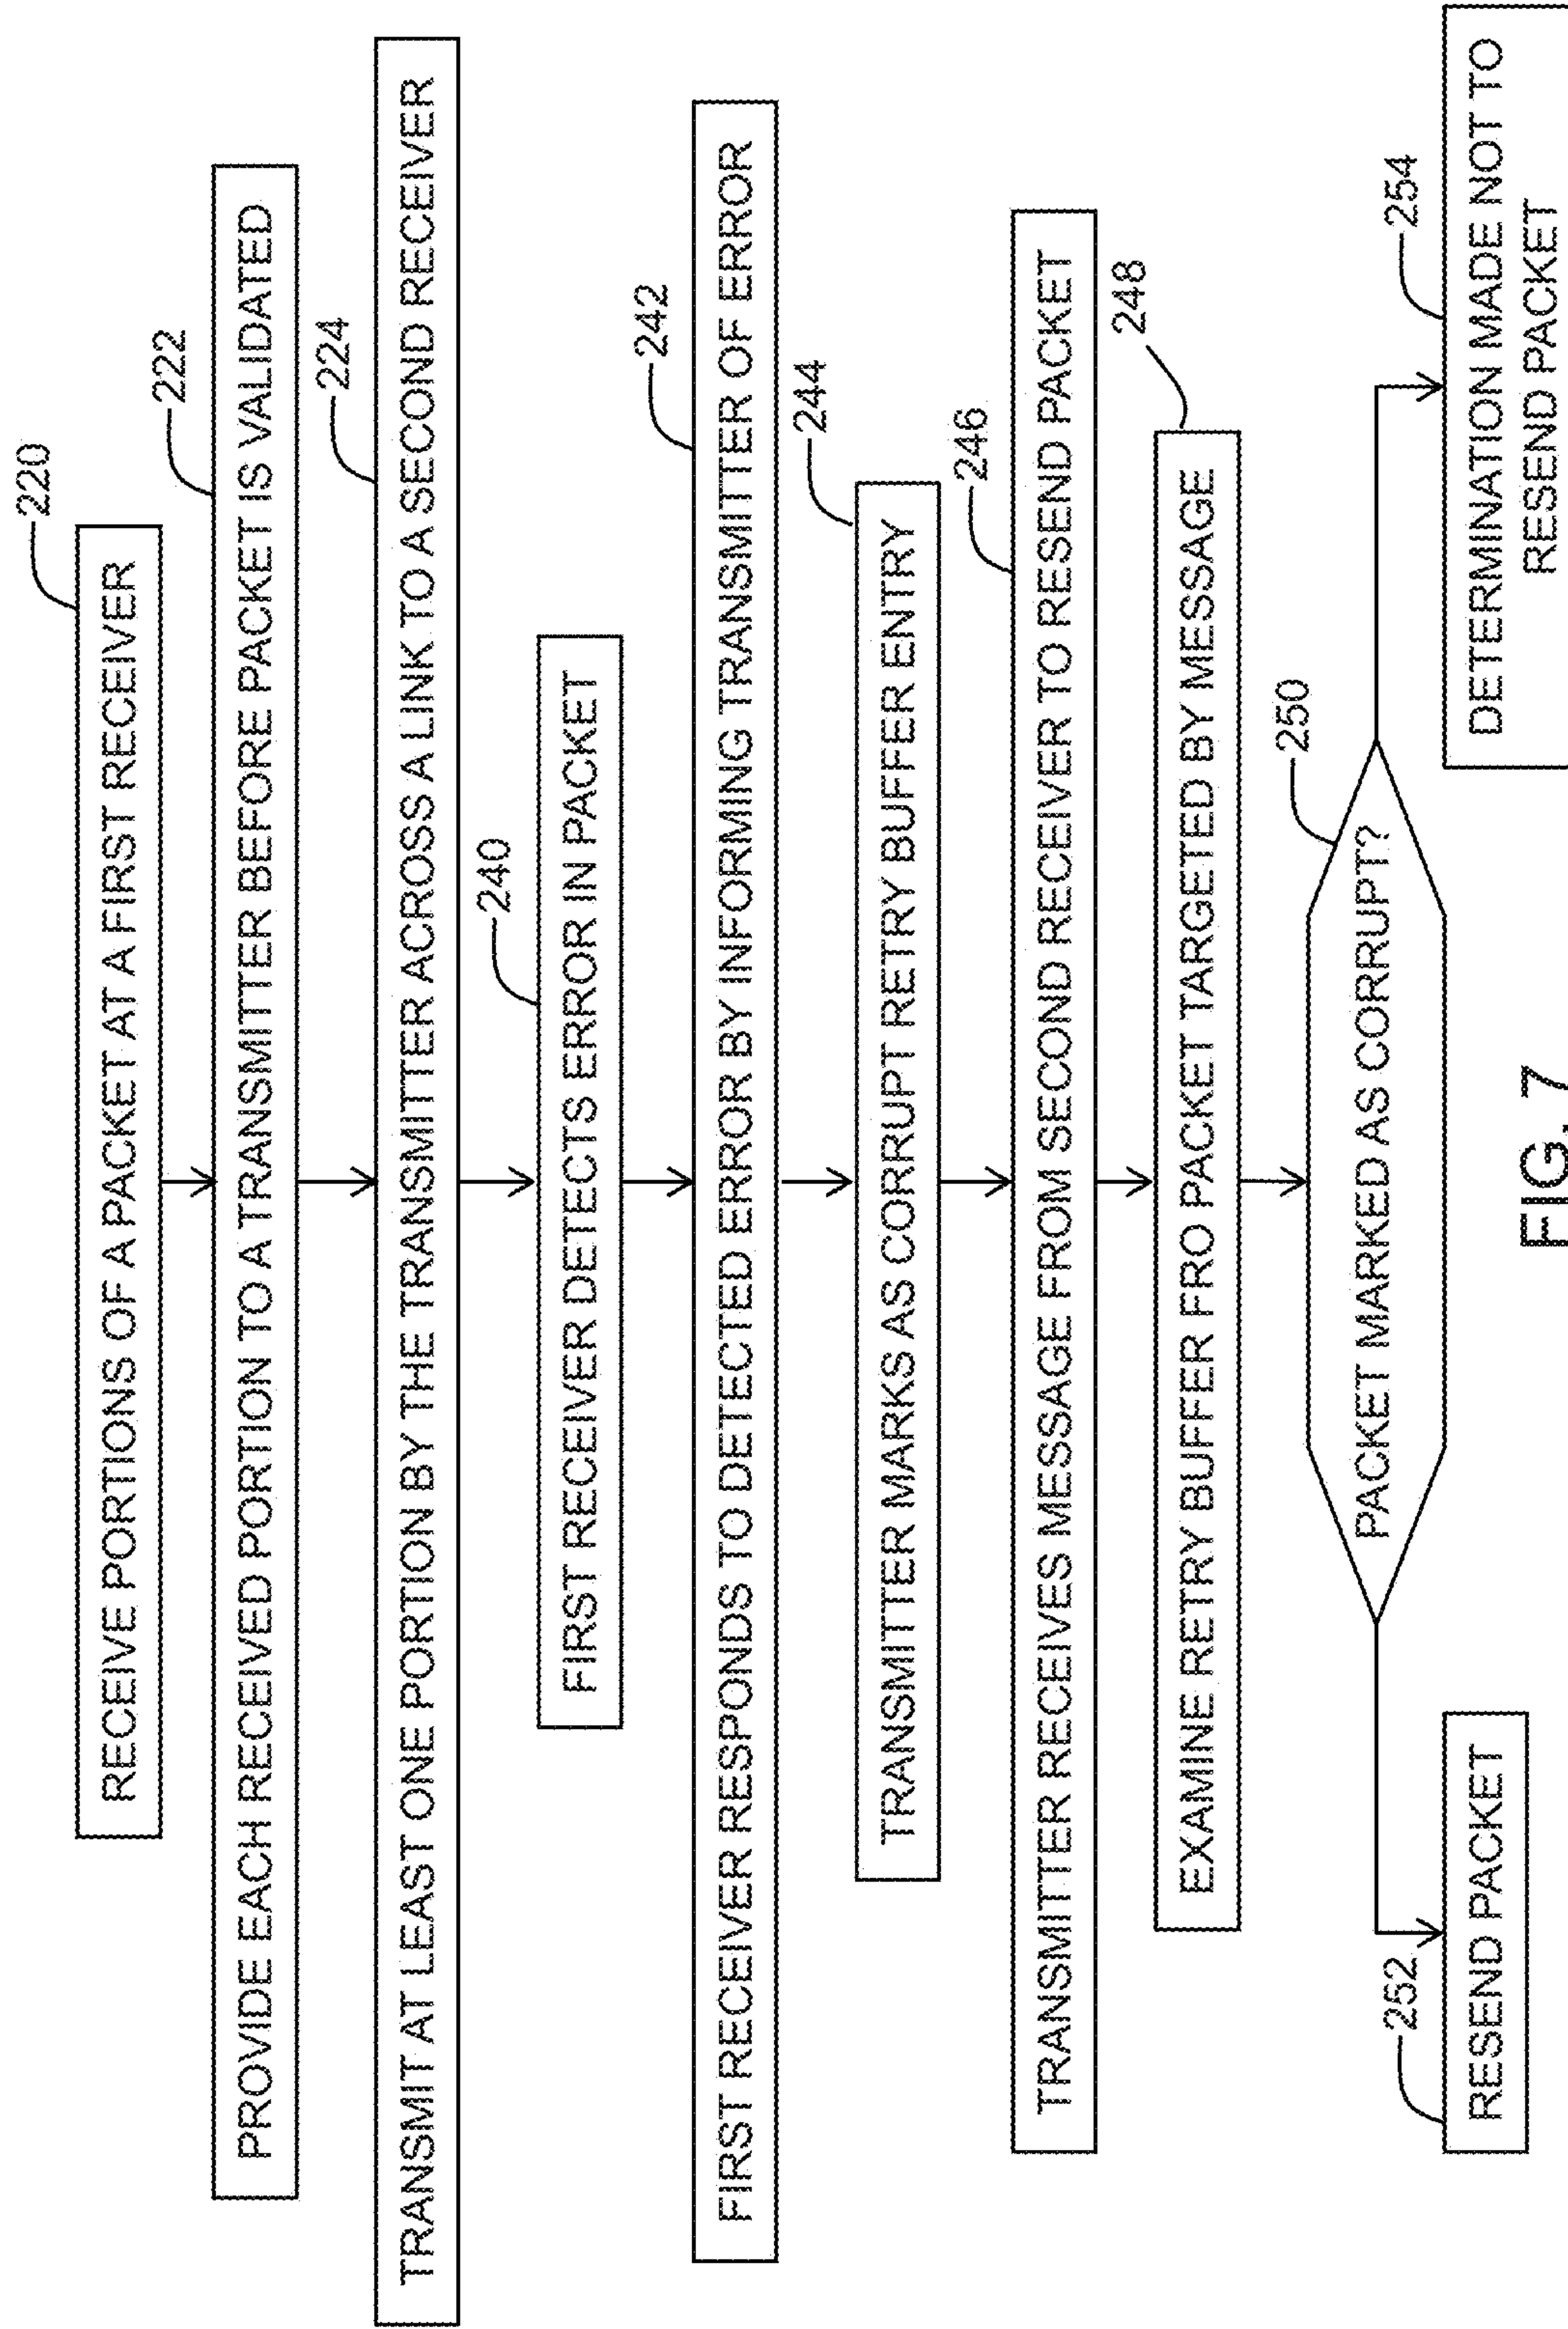 220
RECEIVE PORTIONS OF A PACKET AT A FIRST RECEIVER
222
PROVIDE EACH RECEIVED PORTION TO A TRANSMITTER BEFORE PACKET IS VALIDATED
224
TRANSMIT AT LEAST ONE PORTION BY THE TRANSMITTER ACROSS A LINK TO A SECOND RECEIVER
240
FIRST RECEIVER DETECTS ERROR IN PACKET
242
FIRST RECEIVER RESPONDS TO DETECTED ERROR BY INFORMING TRANSMITTER OF ERROR
244
TRANSMITTER MARKS AS CORRUPT RETRY BUFFER ENTRY
246
TRANSMITTER RECEIVES MESSAGE FROM SECOND RECEIVER TO RESEND PACKET
248
EXAMINE RETRY BUFFER FRO PACKET TARGETED BY MESSAGE
250
PACKET MARKED AS CORRUPT?
252
RESEND PACKET
254
DETERMINATION MADE NOT TO
RESEND PACKET
FIG. 7